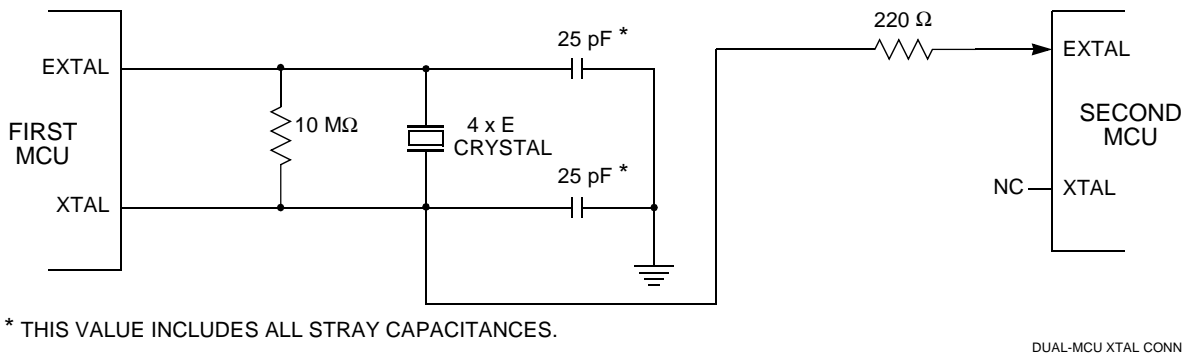 220 Ω
25 pF *
EXTAL
EXTAL
FIRST
MCU
10 MΩ
4 x E
CRYSTAL
SECOND
MCU
25 pF *
NC
XTAL
XTAL
* THIS VALUE INCLUDES ALL STRAY CAPACITANCES.
DUAL-MCU XTAL CONN